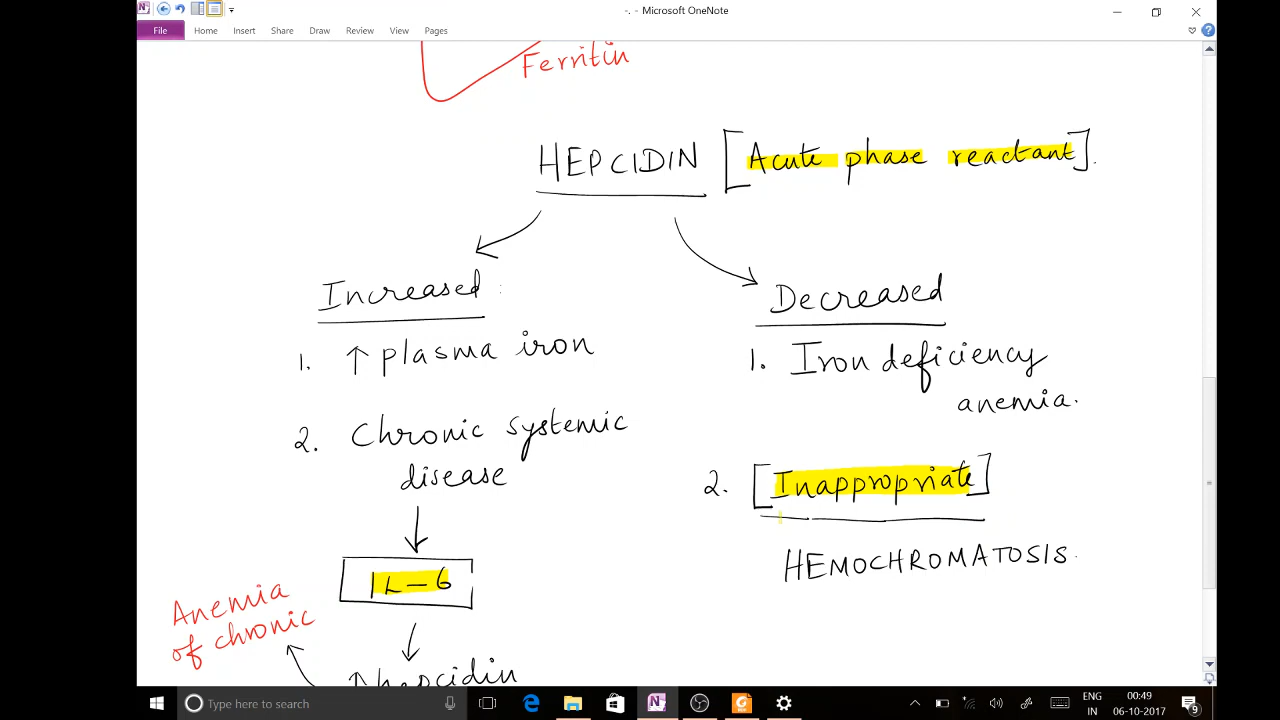 -. - Microsoft OneNote
File Home Insert Share Draw Review View Pages
Ferritin
HEPCIDIN [Acute phase reactant].
Increased :
1. ↑ plasma iron
2. Chronic systemic
disease
↓
IL-6
↓
↑ hepcidin
Anemia
of chronic
Decreased
1. Iron deficiency
anemia.
2. [Inappropriate]
HEMOCHROMATOSIS.
Type here to search
ENG 00:49
IN 06-10-2017
9